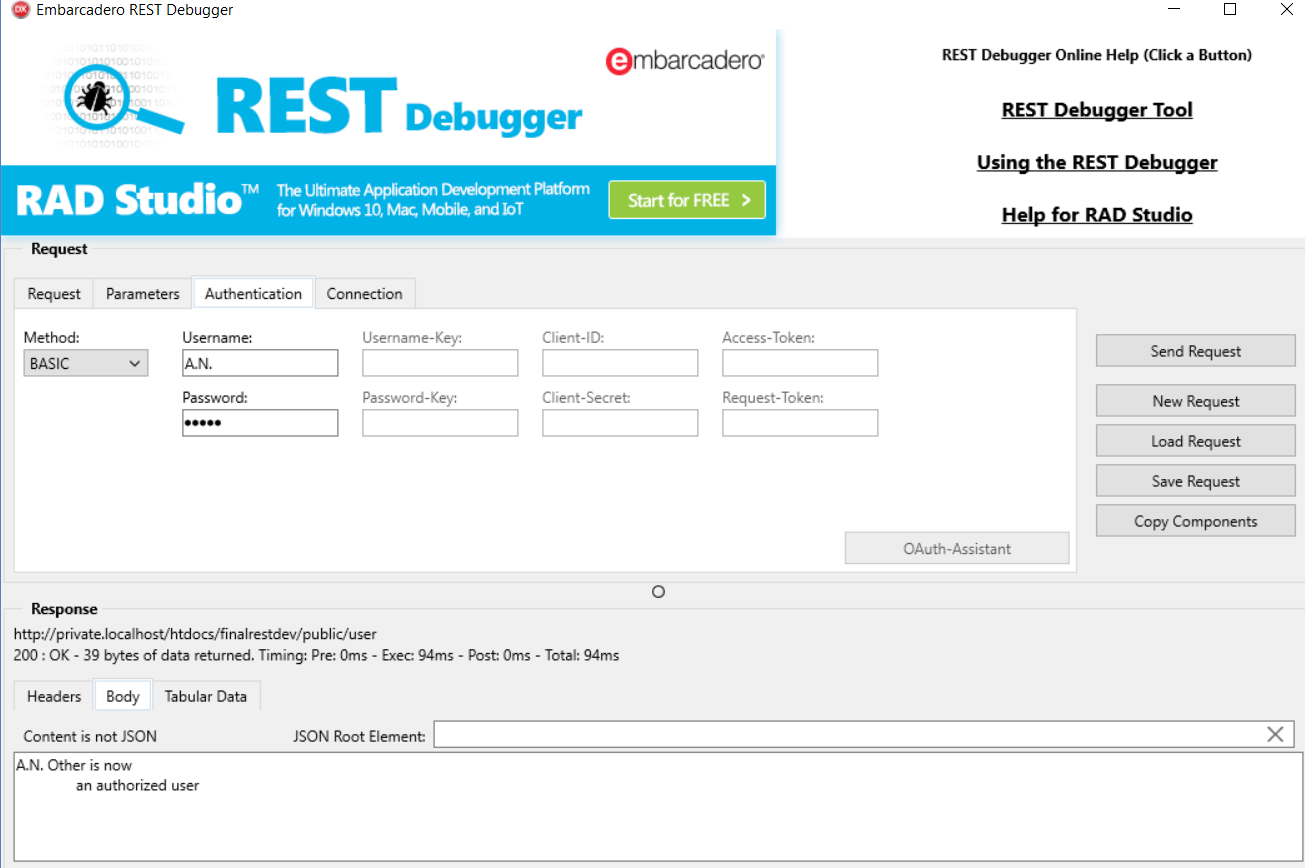 Embarcadero REST Debugger
embarcadero
REST Debugger
RAD Studio™
The Ultimate Application Development Platform
for Windows 10, Mac, Mobile, and IoT
Start for FREE >
REST Debugger Online Help (Click a Button)
REST Debugger Tool
Using the REST Debugger
Help for RAD Studio
Request
Request Parameters Authentication Connection
Method: Username: Username-Key: Client-ID: Access-Token:
BASIC A.N.
Password: Password-Key: Client-Secret: Request-Token:
•••••
OAuth-Assistant
Send Request
New Request
Load Request
Save Request
Copy Components
Response
http://private.localhost/htdocs/finalrestdev/public/user
200 : OK - 39 bytes of data returned. Timing: Pre: 0ms - Exec: 94ms - Post: 0ms - Total: 94ms
Headers Body Tabular Data
Content is not JSON JSON Root Element:
A.N. Other is now
an authorized user